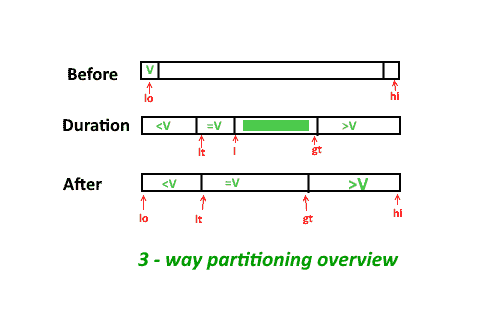 Before
V
lo
hi
Duration
<V
=V
>V
lt
I
gt
After
<V
=V
>V
lo
lt
gt
hi
3 - way partitioning overview